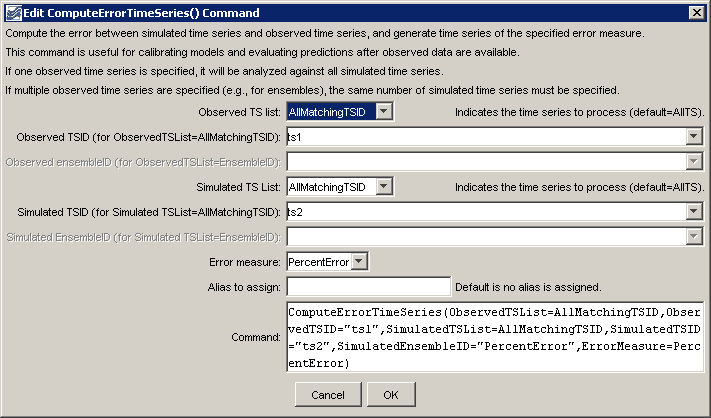 Edit ComputeErrorTimeSeries() Command
Compute the error between simulated time series and observed time series, and generate time series of the specified error measure.
This command is useful for calibrating models and evaluating predictions after observed data are available.
If one observed time series is specified, it will be analyzed against all simulated time series.
If multiple observed time series are specified (e.g., for ensembles), the same number of simulated time series must be specified.
Observed TS list: AllMatchingTSID Indicates the time series to process (default=AllTS).
Observed TSID (for ObservedTSList=AllMatchingTSID): ts1
Observed ensembleID (for ObservedTSList=EnsembleID):
Simulated TS List: AllMatchingTSID Indicates the time series to process (default=AllTS).
Simulated TSID (for Simulated TSList=AllMatchingTSID): ts2
Simulated EnsembleID (for Simulated TSList=EnsembleID):
Error measure: PercentError
Alias to assign: Default is no alias is assigned.
Command: ComputeErrorTimeSeries(ObservedTSList=AllMatchingTSID,Obser
vedTSID="ts1",SimulatedTSList=AllMatchingTSID,SimulatedTSID
="ts2",SimulatedEnsembleID="PercentError",ErrorMeasure=Perc
entError)
Cancel OK